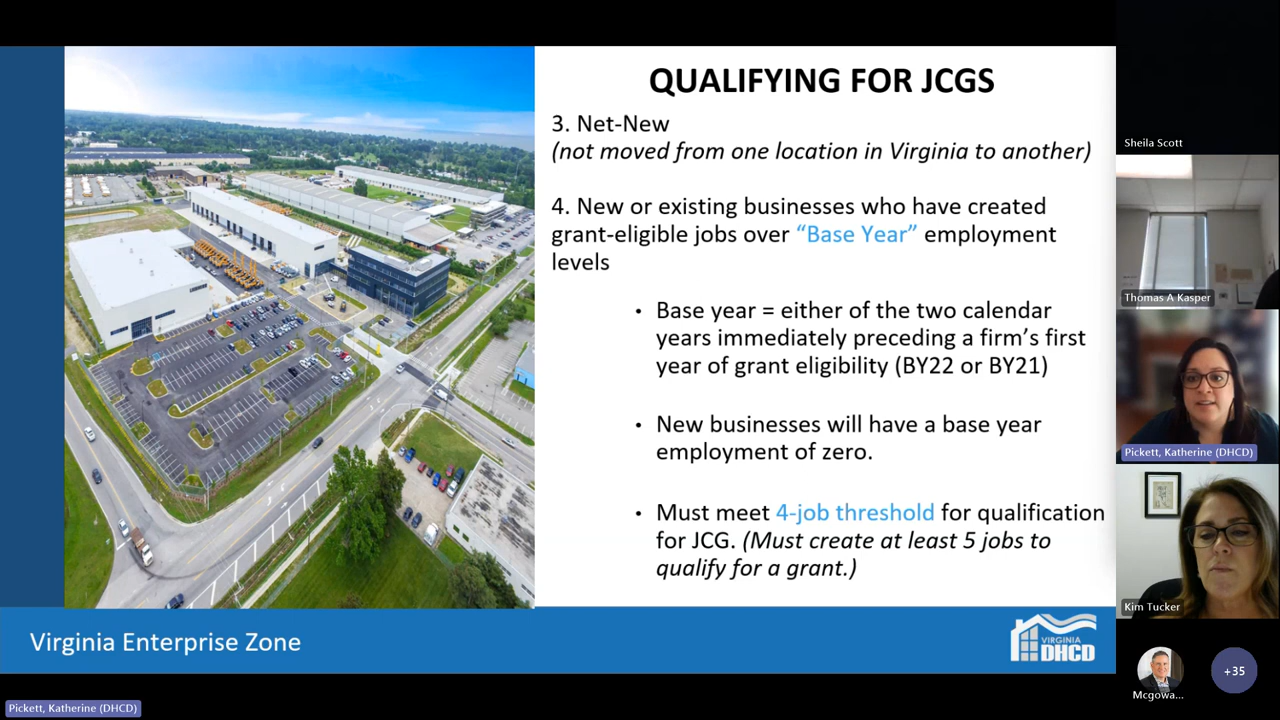 QUALIFYING FOR JCGS
3. Net-New
(not moved from one location in Virginia to another)
4. New or existing businesses who have created
grant-eligible jobs over “Base Year” employment
levels
• Base year = either of the two calendar
years immediately preceding a firm’s first
year of grant eligibility (BY22 or BY21)
• New businesses will have a base year
employment of zero.
• Must meet 4-job threshold for qualification
for JCG. (Must create at least 5 jobs to
qualify for a grant.)
Virginia Enterprise Zone
VIRGINIA
DHCD
Pickett, Katherine (DHCD)
Sheila Scott
Thomas A Kasper
Pickett, Katherine (DHCD)
Kim Tucker
Mcgowa...
+35